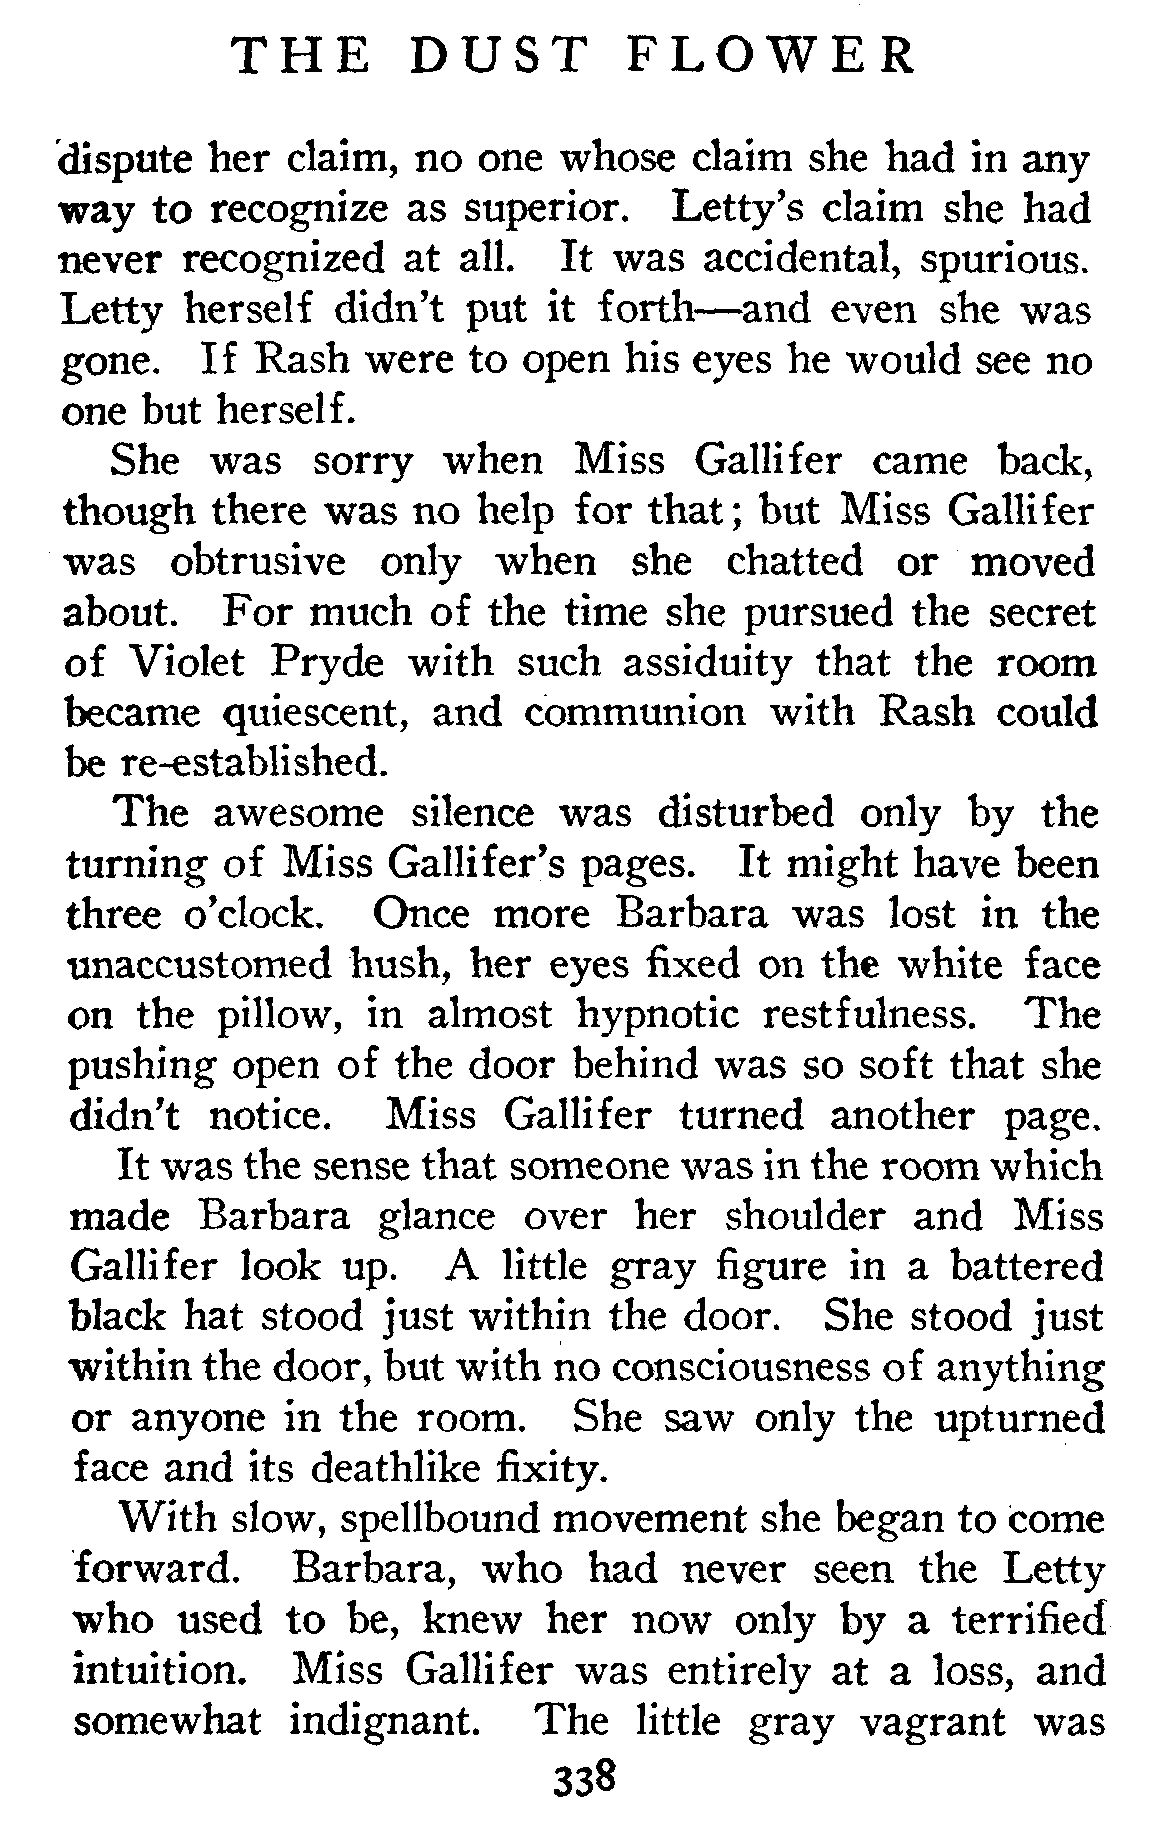 THE DUST FLOWER
dispute her claim, no one whose claim she had in any
way to recognize as superior. Letty's claim she had
never recognized at all. It was accidental, spurious.
Letty herself didn't put it forth—and even she was
gone. If Rash were to open his eyes he would see no
one but herself.
She was sorry when Miss Gallifer came back,
though there was no help for that; but Miss Gallifer
was obtrusive only when she chatted or moved
about. For much of the time she pursued the secret
of Violet Pryde with such assiduity that the room
became quiescent, and communion with Rash could
be re-established.
The awesome silence was disturbed only by the
turning of Miss Gallifer's pages. It might have been
three o'clock. Once more Barbara was lost in the
unaccustomed hush, her eyes fixed on the white face
on the pillow, in almost hypnotic restfulness. The
pushing open of the door behind was so soft that she
didn't notice. Miss Gallifer turned another page.
It was the sense that someone was in the room which
made Barbara glance over her shoulder and Miss
Gallifer look up. A little gray figure in a battered
black hat stood just within the door. She stood just
within the door, but with no consciousness of anything
or anyone in the room. She saw only the upturned
face and its deathlike fixity.
With slow, spellbound movement she began to come
forward. Barbara, who had never seen the Letty
who used to be, knew her now only by a terrified
intuition. Miss Gallifer was entirely at a loss, and
somewhat indignant. The little gray vagrant was
338